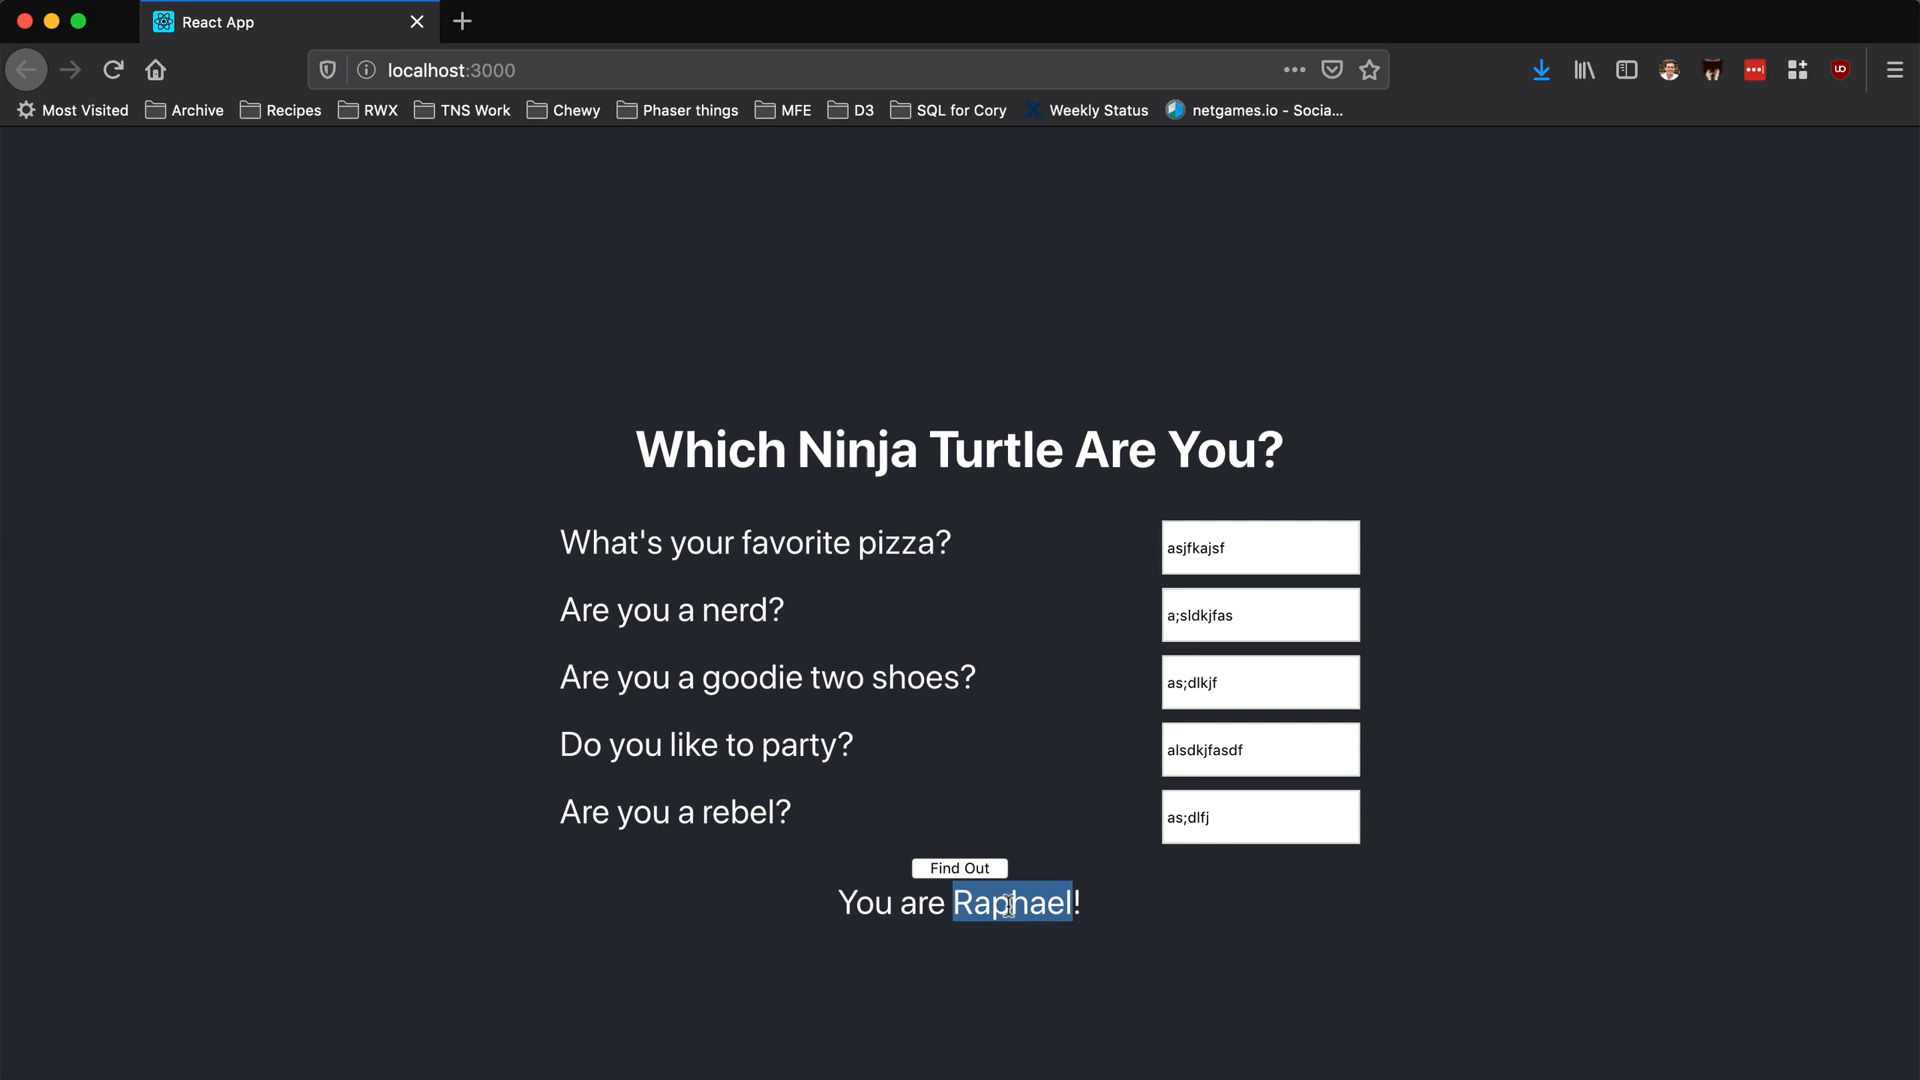 React App
localhost:3000
Most Visited Archive Recipes RWX TNS Work Chewy Phaser things MFE D3 SQL for Cory Weekly Status netgames.io - Socia...
Which Ninja Turtle Are You?
What's your favorite pizza? asjfkajsf
Are you a nerd? a;sldkjfas
Are you a goodie two shoes? as;dlkjf
Do you like to party? alsdkjfasdf
Are you a rebel? as;dlfj
Find Out
You are Raphael!